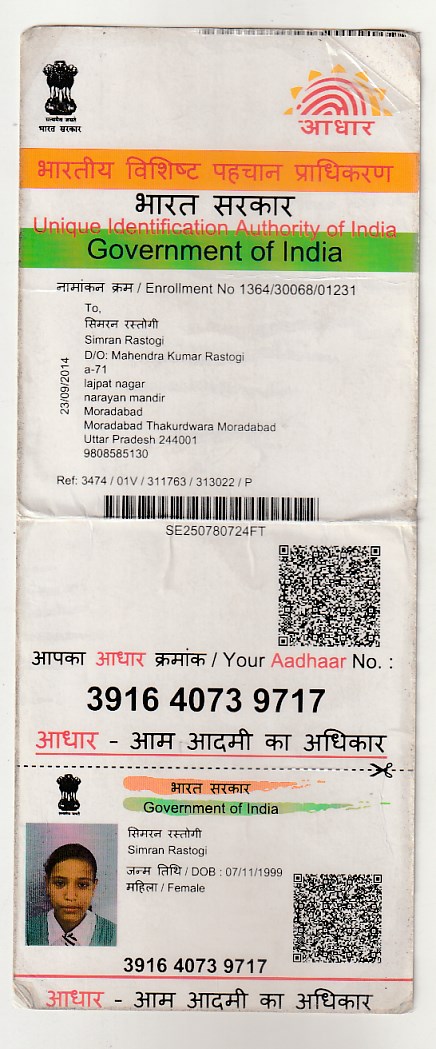 सत्यमेव जयते
भारत सरकार
आधार
भारतीय विशिष्ट पहचान प्राधिकरण
भारत सरकार
Unique Identification Authority of India
Government of India
नामांकन क्रम / Enrollment No 1364/30068/01231
To,
सिमरन रस्तोगी
Simran Rastogi
D/O: Mahendra Kumar Rastogi
a-71
lajpat nagar
narayan mandir
Moradabad
Moradabad Thakurdwara Moradabad
Uttar Pradesh 244001
9808585130
23/09/2014
Ref: 3474 / 01V / 311763 / 313022 / P
SE250780724FT
आपका आधार क्रमांक / Your Aadhaar No. :
3916 4073 9717
आधार - आम आदमी का अधिकार
भारत सरकार
Government of India
सिमरन रस्तोगी
Simran Rastogi
जन्म तिथि / DOB : 07/11/1999
महिला / Female
3916 4073 9717
आधार - आम आदमी का अधिकार